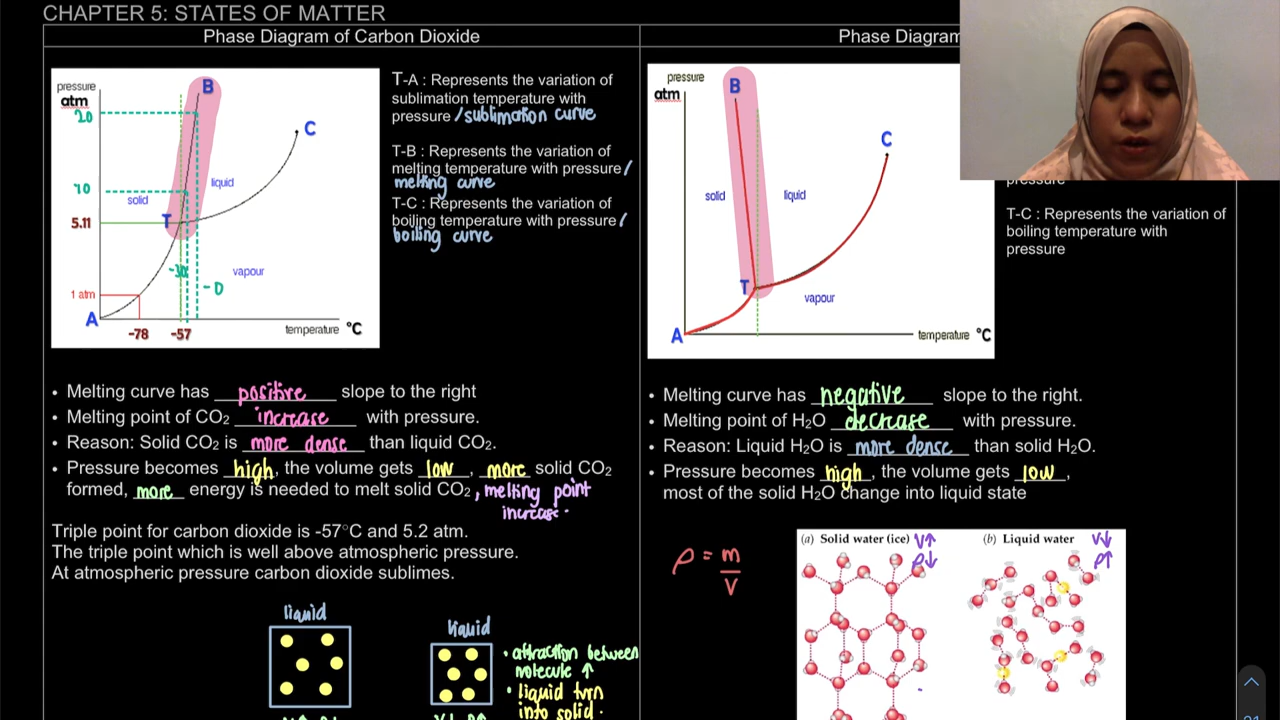 CHAPTER 5: STATES OF MATTER
Phase Diagram of Carbon Dioxide
pressure
atm
20
10
5.11
1 atm
A
B
C
T
solid
liquid
vapour
-30
-0
-78
-57
temperature °C
T-A : Represents the variation of
sublimation temperature with
pressure /sublimation curve
T-B : Represents the variation of
melting temperature with pressure /
melting curve
T-C : Represents the variation of
boiling temperature with pressure /
boiling curve
• Melting curve has positive slope to the right
• Melting point of CO₂ increase with pressure.
• Reason: Solid CO₂ is more dense than liquid CO₂.
• Pressure becomes high, the volume gets low, more solid CO₂
formed, more energy is needed to melt solid CO₂, melting point
increase.
Triple point for carbon dioxide is -57°C and 5.2 atm.
The triple point which is well above atmospheric pressure.
At atmospheric pressure carbon dioxide sublimes.
liquid
liquid
• attraction between
molecule ↑
• liquid turn
into solid.
Phase Diagram
pressure
atm
B
C
T
A
solid
liquid
vapour
temperature °C
pressure
T-C : Represents the variation of
boiling temperature with
pressure
• Melting curve has negative slope to the right.
• Melting point of H₂O decrease with pressure.
• Reason: Liquid H₂O is more dense than solid H₂O.
• Pressure becomes high, the volume gets low,
most of the solid H₂O change into liquid state
ρ = m
V
(a) Solid water (ice) V↑
ρ↓
(b) Liquid water V↓
ρ↑